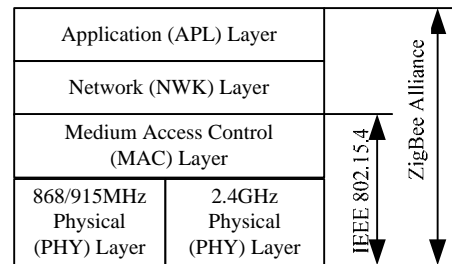 Application (APL) Layer
Network (NWK) Layer
Medium Access Control
(MAC) Layer
868/915MHz
Physical
(PHY) Layer
2.4GHz
Physical
(PHY) Layer
IEEE 802.15.4
ZigBee Alliance